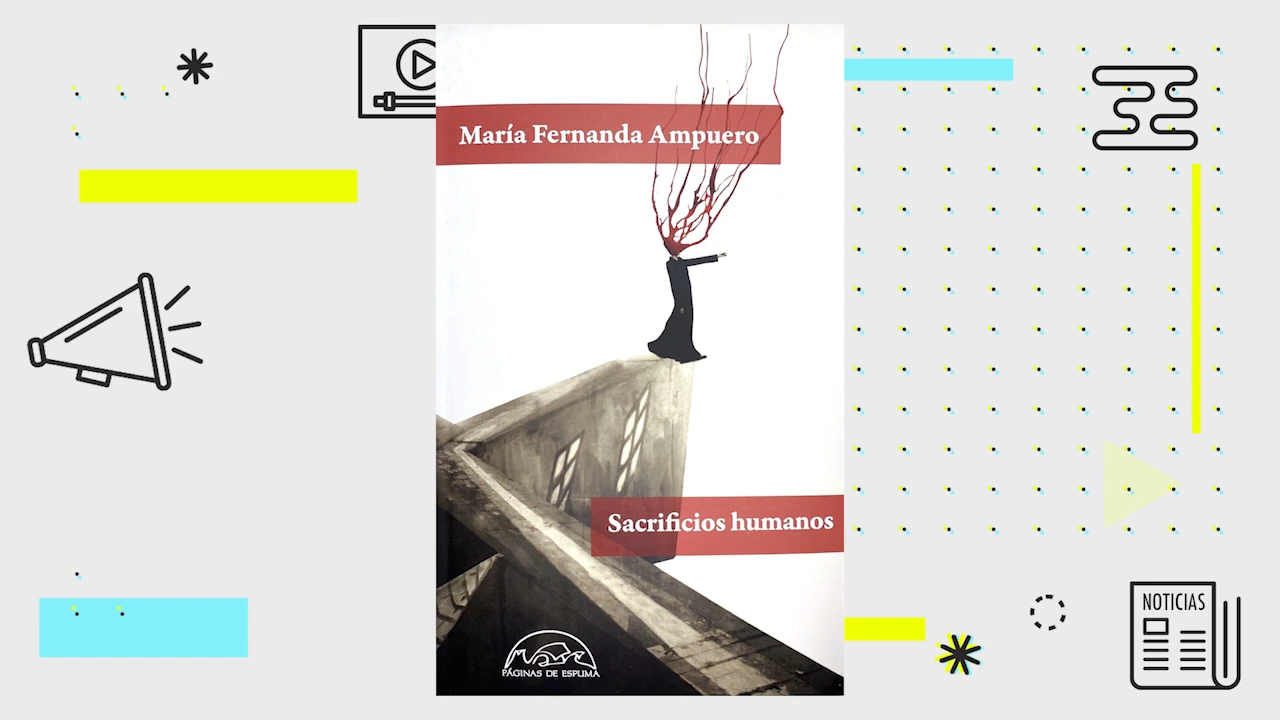 María Fernanda Ampuero
Sacrificios humanos
PÁGINAS DE ESPUMA
NOTICIAS